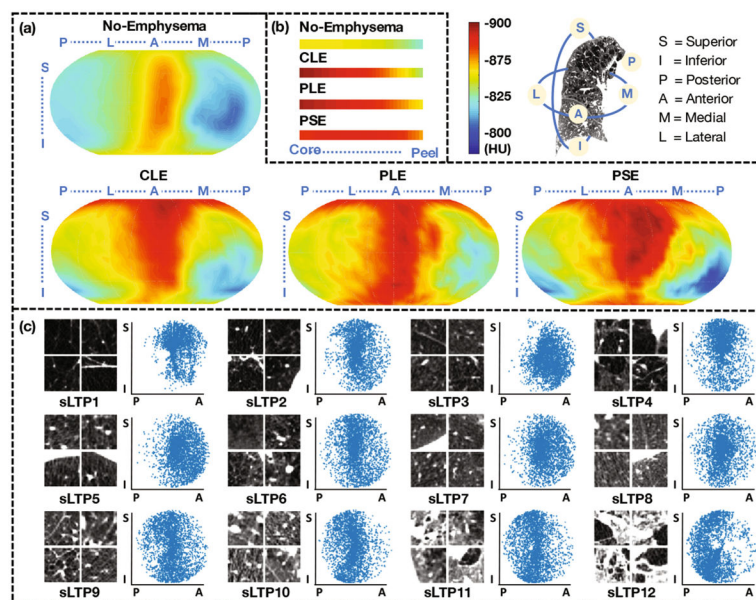 (a)
No-Emphysema
P L A M P
S
I
(b)
No-Emphysema
CLE
PLE
PSE
Core Peel
-900
-875
-825
-800
(HU)
S
P
L
M
A
I
S = Superior
I = Inferior
P = Posterior
A = Anterior
M = Medial
L = Lateral
CLE
P L A M P
S
I
PLE
P L A M P
S
I
PSE
P L A M P
S
I
(c)
S
I
P A
sLTP1
S
I
P A
sLTP2
S
I
P A
sLTP3
S
I
P A
sLTP4
S
I
P A
sLTP5
S
I
P A
sLTP6
S
I
P A
sLTP7
S
I
P A
sLTP8
S
I
P A
sLTP9
S
I
P A
sLTP10
S
I
P A
sLTP11
S
I
P A
sLTP12